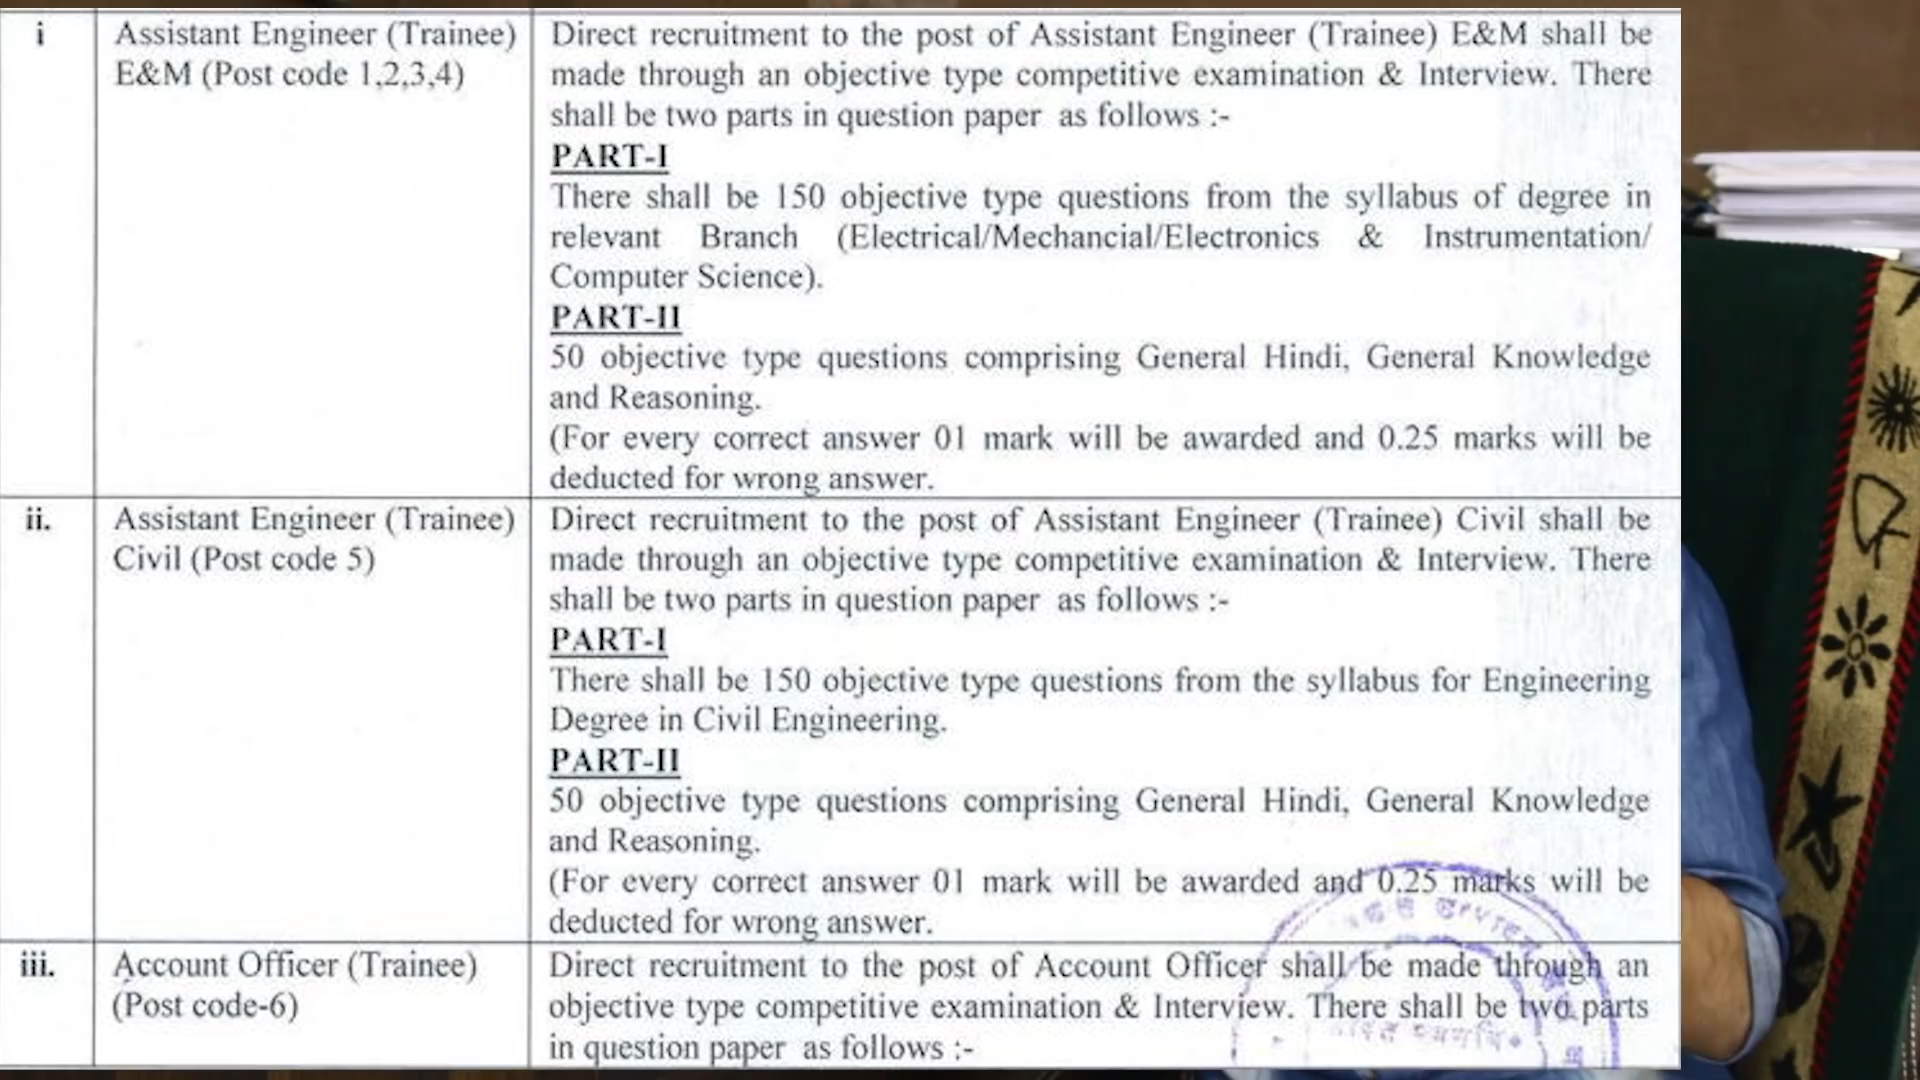 i
Assistant Engineer (Trainee)
E&M (Post code 1,2,3,4)
Direct recruitment to the post of Assistant Engineer (Trainee) E&M shall be
made through an objective type competitive examination & Interview. There
shall be two parts in question paper as follows :-
PART-I
There shall be 150 objective type questions from the syllabus of degree in
relevant Branch (Electrical/Mechancial/Electronics & Instrumentation/
Computer Science).
PART-II
50 objective type questions comprising General Hindi, General Knowledge
and Reasoning.
(For every correct answer 01 mark will be awarded and 0.25 marks will be
deducted for wrong answer.
ii.
Assistant Engineer (Trainee)
Civil (Post code 5)
Direct recruitment to the post of Assistant Engineer (Trainee) Civil shall be
made through an objective type competitive examination & Interview. There
shall be two parts in question paper as follows :-
PART-I
There shall be 150 objective type questions from the syllabus for Engineering
Degree in Civil Engineering.
PART-II
50 objective type questions comprising General Hindi, General Knowledge
and Reasoning.
(For every correct answer 01 mark will be awarded and 0.25 marks will be
deducted for wrong answer.
iii.
Account Officer (Trainee)
(Post code-6)
Direct recruitment to the post of Account Officer shall be made through an
objective type competitive examination & Interview. There shall be two parts
in question paper as follows :-